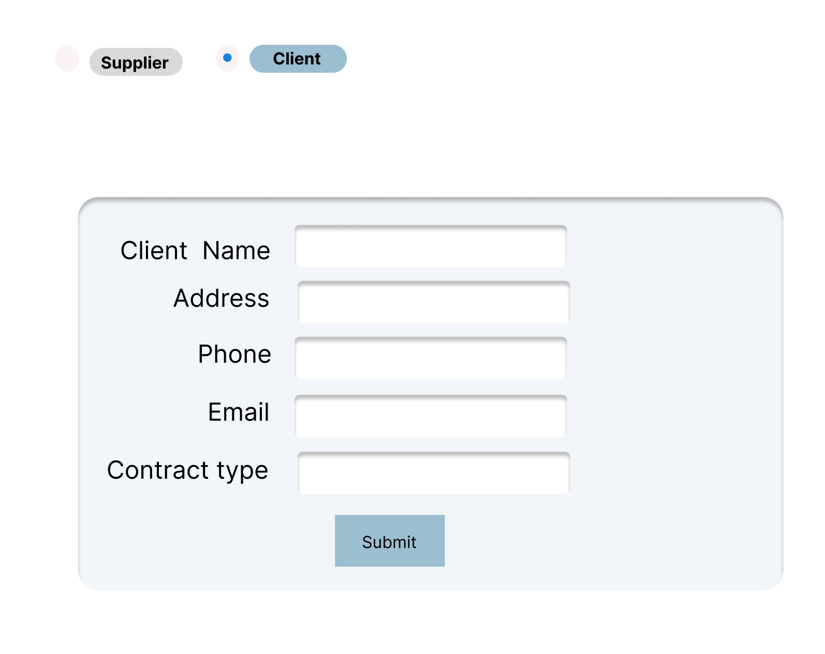 Supplier
Client
Client Name
Address
Phone
Email
Contract type
Submit